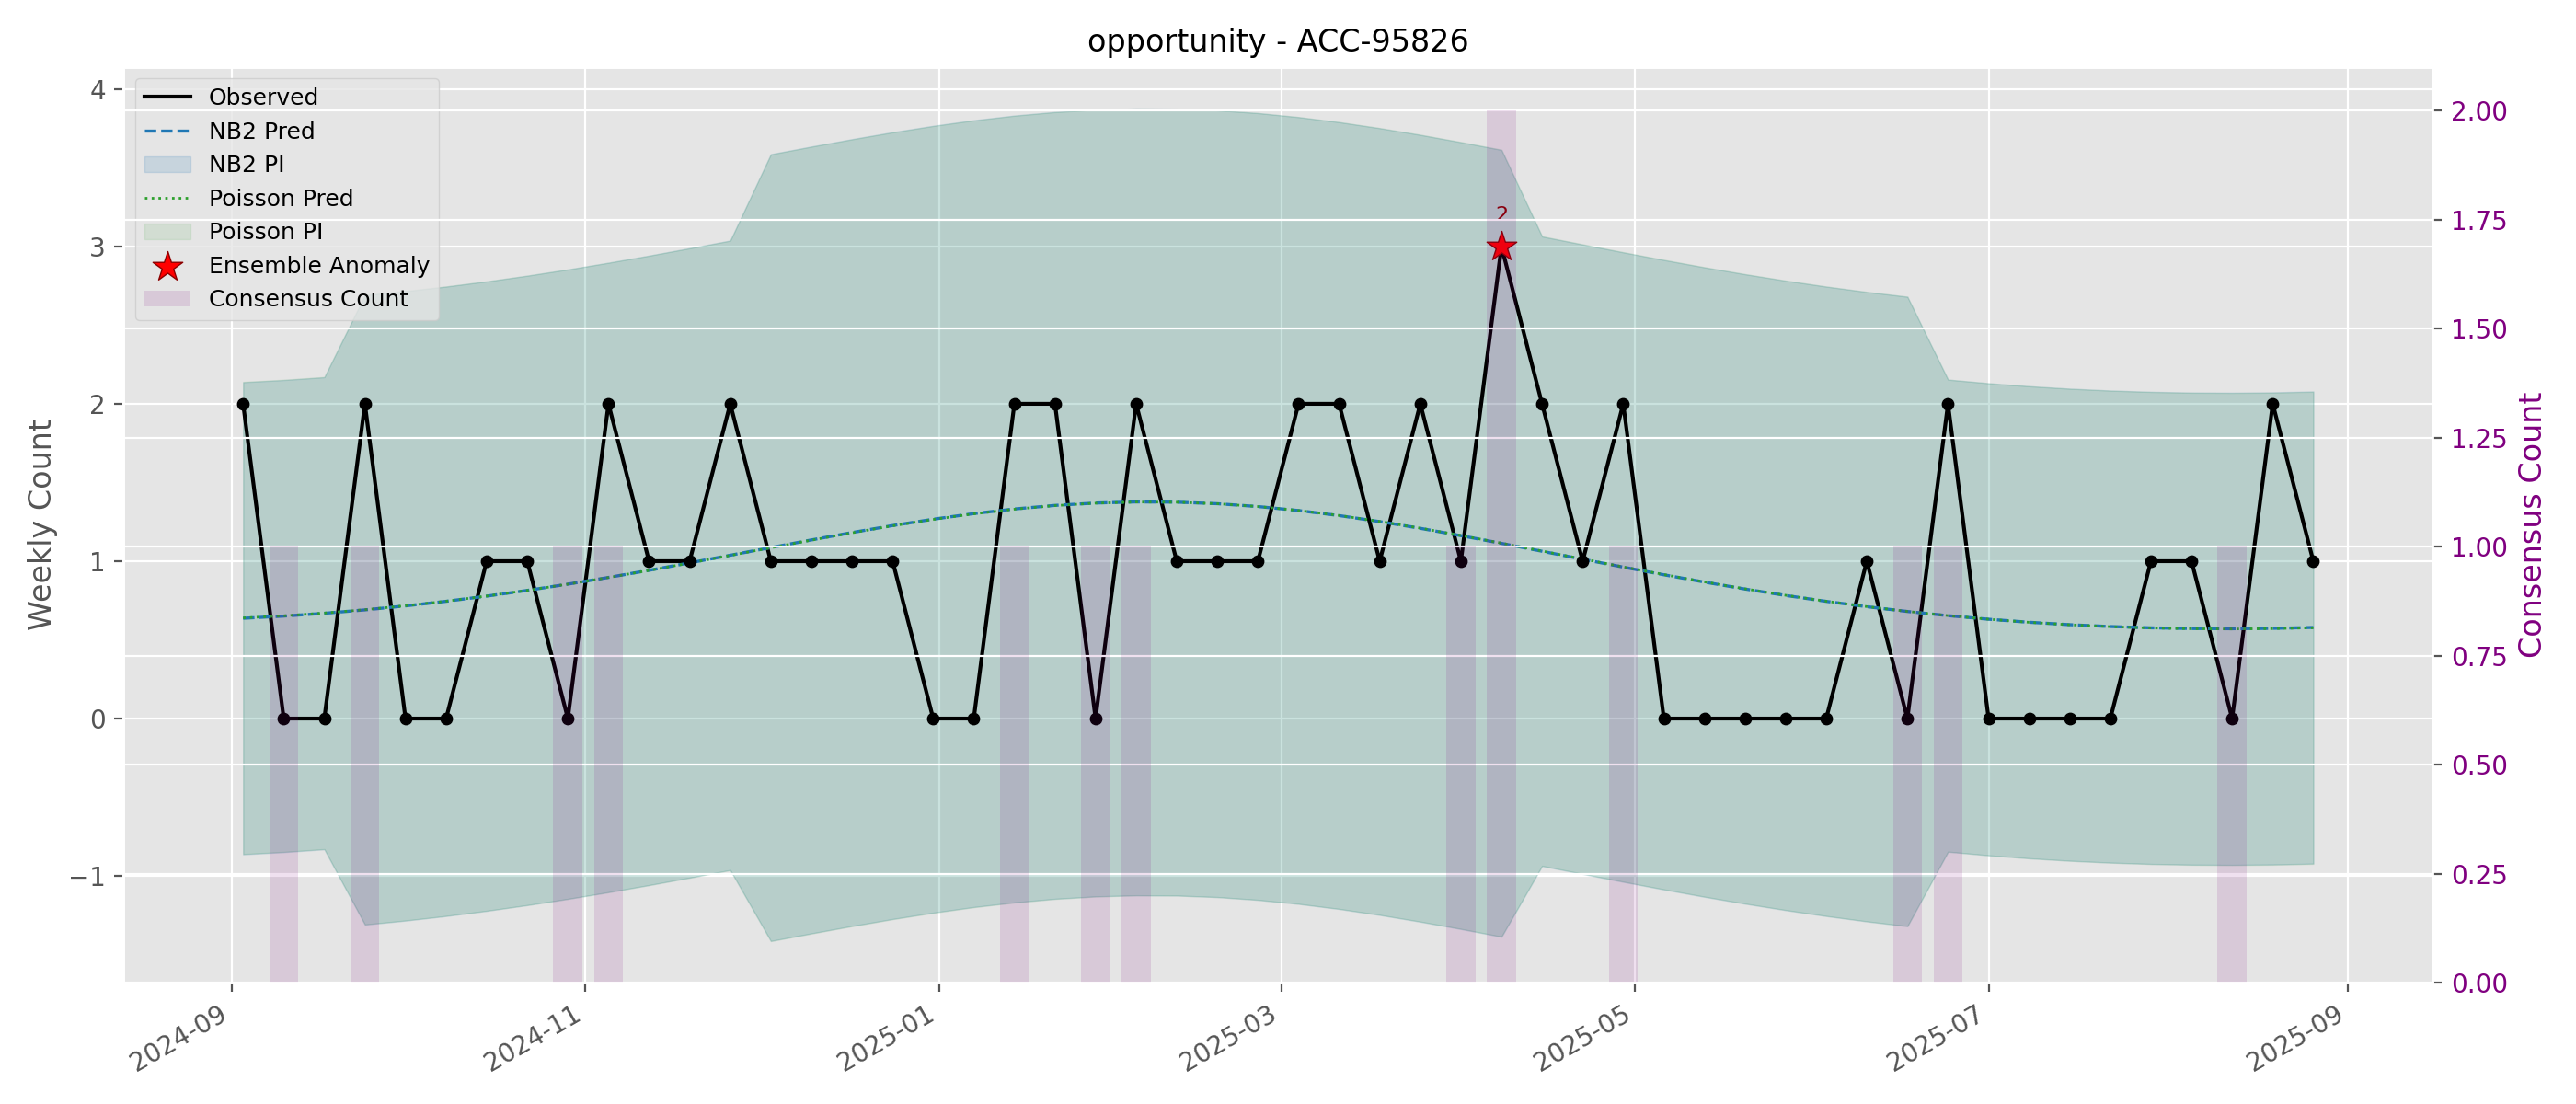 opportunity - ACC-95826
Observed
NB2 Pred
NB2 PI
Poisson Pred
Poisson PI
Ensemble Anomaly
Consensus Count
Weekly Count
4
3
2
1
0
−1
2
2.00
1.75
1.50
1.25
1.00
0.75
0.50
0.25
0.00
Consensus Count
2024-09
2024-11
2025-01
2025-03
2025-05
2025-07
2025-09